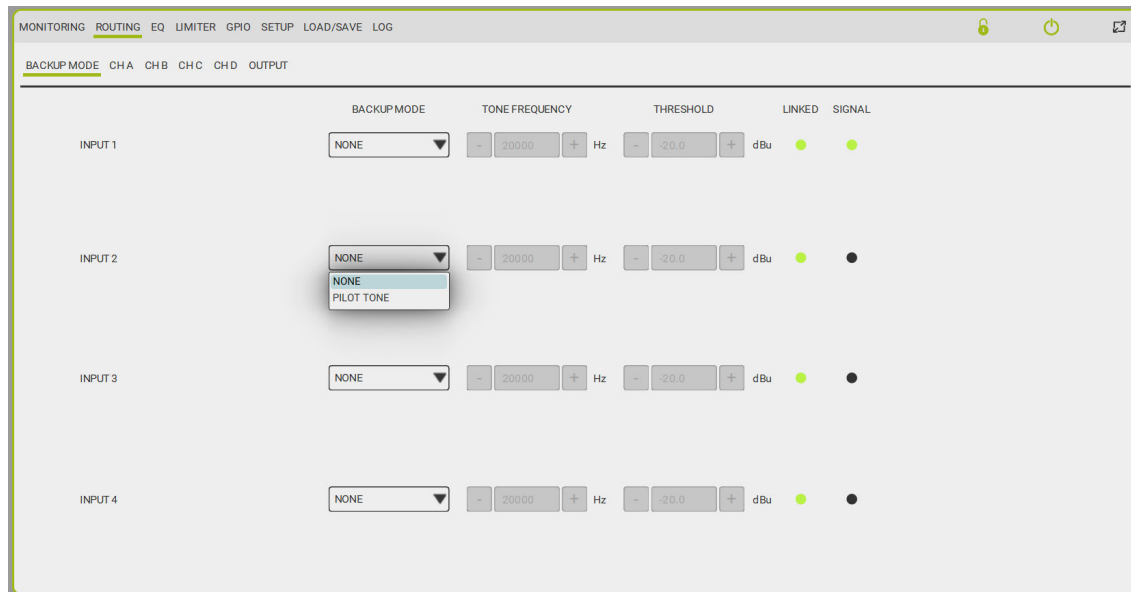 MONITORING ROUTING EQ LIMITER GPIO SETUP LOAD/SAVE LOG
BACKUP MODE CH A CH B CH C CH D OUTPUT
BACKUP MODE TONE FREQUENCY THRESHOLD LINKED SIGNAL
INPUT 1 NONE - 20000 + Hz - -20.0 + dBu
INPUT 2 NONE - 20000 + Hz - -20.0 + dBu
NONE
PILOT TONE
INPUT 3 NONE - 20000 + Hz - -20.0 + dBu
INPUT 4 NONE - 20000 + Hz - -20.0 + dBu